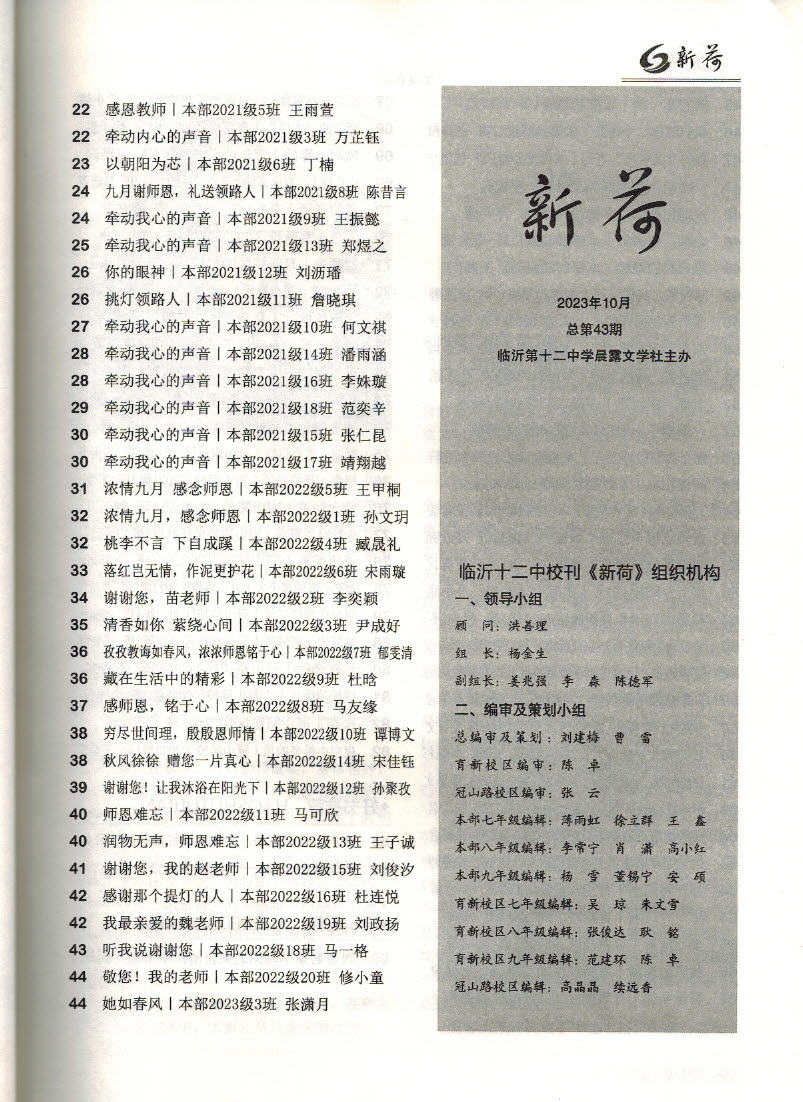 新荷
22 感恩教师｜本部2021级5班 王雨萱
22 牵动内心的声音｜本部2021级3班 万芷钰
23 以朝阳为芯｜本部2021级6班 丁楠
24 九月谢师恩，礼送领路人｜本部2021级8班 陈昔言
24 牵动我心的声音｜本部2021级9班 王振懿
25 牵动我心的声音｜本部2021级13班 郑煜之
26 你的眼神｜本部2021级12班 刘沥璠
26 挑灯领路人｜本部2021级11班 詹晓琪
27 牵动我心的声音｜本部2021级10班 何文祺
28 牵动我心的声音｜本部2021级14班 潘雨涵
28 牵动我心的声音｜本部2021级16班 李姝璇
29 牵动我心的声音｜本部2021级18班 范奕辛
30 牵动我心的声音｜本部2021级15班 张仁昆
30 牵动我心的声音｜本部2021级17班 靖翔越
31 浓情九月 感念师恩｜本部2022级5班 王甲桐
32 浓情九月，感念师恩｜本部2022级1班 孙文玥
32 桃李不言 下自成蹊｜本部2022级4班 臧晟礼
33 落红岂无情，作泥更护花｜本部2022级6班 宋雨璇
34 谢谢您，苗老师｜本部2022级2班 李奕颖
35 清香如你 萦绕心间｜本部2022级3班 尹成好
36 孜孜教诲如春风，浓浓师恩铭于心｜本部2022级7班 郁雯清
36 藏在生活中的精彩｜本部2022级9班 杜晗
37 感师恩，铭于心｜本部2022级8班 马友缘
38 穷尽世间理，殷殷恩师情｜本部2022级10班 谭博文
38 秋风徐徐 赠您一片真心｜本部2022级14班 宋佳钰
39 谢谢您！让我沐浴在阳光下｜本部2022级12班 孙聚孜
40 师恩难忘｜本部2022级11班 马可欣
40 润物无声，师恩难忘｜本部2022级13班 王子诚
41 谢谢您，我的赵老师｜本部2022级15班 刘俊汐
42 感谢那个提灯的人｜本部2022级16班 杜连悦
42 我最亲爱的魏老师｜本部2022级19班 刘政扬
43 听我说谢谢您｜本部2022级18班 马一格
44 敬您！我的老师｜本部2022级20班 修小童
44 她如春风｜本部2023级3班 张潇月
新荷
2023年10月
总第43期
临沂第十二中学晨露文学社主办
临沂十二中校刊《新荷》组织机构
一、领导小组
顾 问：洪善理
组 长：杨金生
副组长：姜兆强 李 淼 陈德军
二、编审及策划小组
总编审及策划：刘建梅 曹 雷
育新校区编审：陈 卓
冠山路校区编审：张 云
本部七年级编辑：薄雨虹 徐立群 王 鑫
本部八年级编辑：李常宁 肖 潇 高小红
本部九年级编辑：杨 雪 董锡宁 安 硕
育新校区七年级编辑：吴 琼 朱文雪
育新校区八年级编辑：张俊达 耿 铭
育新校区九年级编辑：范建环 陈 卓
冠山路校区编辑：高晶晶 续远香